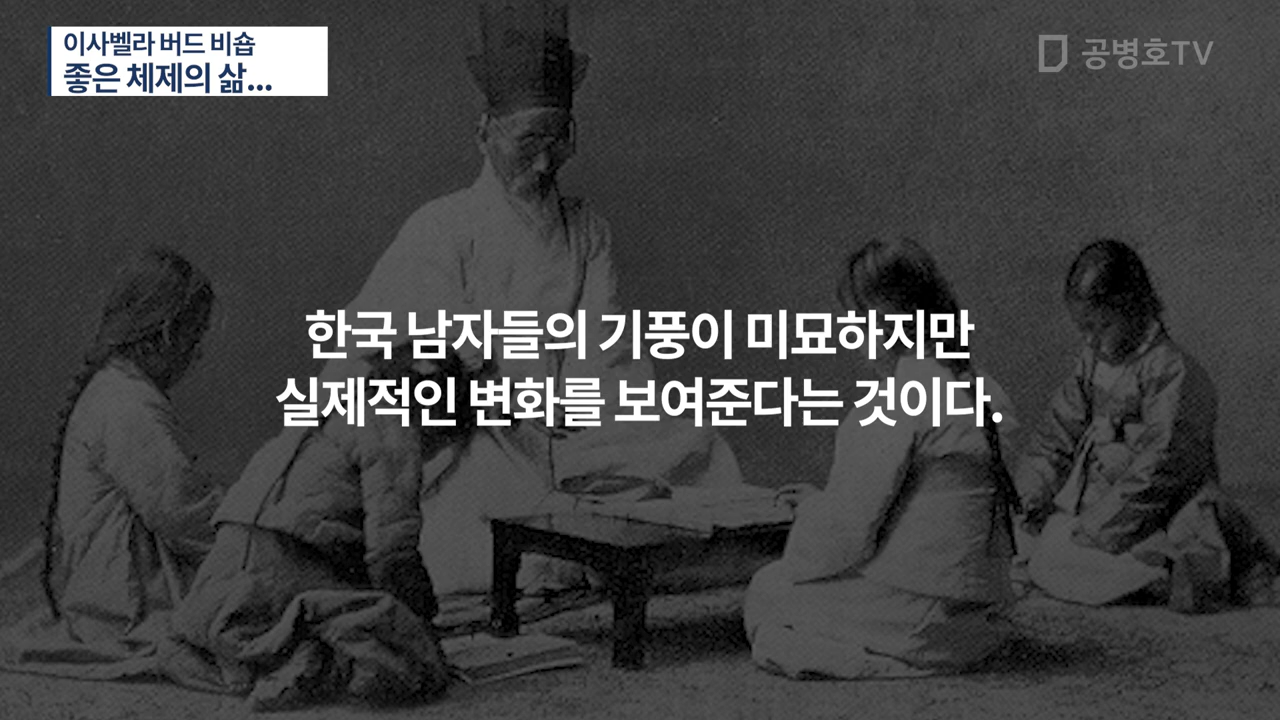 이사벨라 버드 비숍
좋은 체제의 삶...
공병호TV
한국 남자들의 기풍이 미묘하지만
실제적인 변화를 보여준다는 것이다.